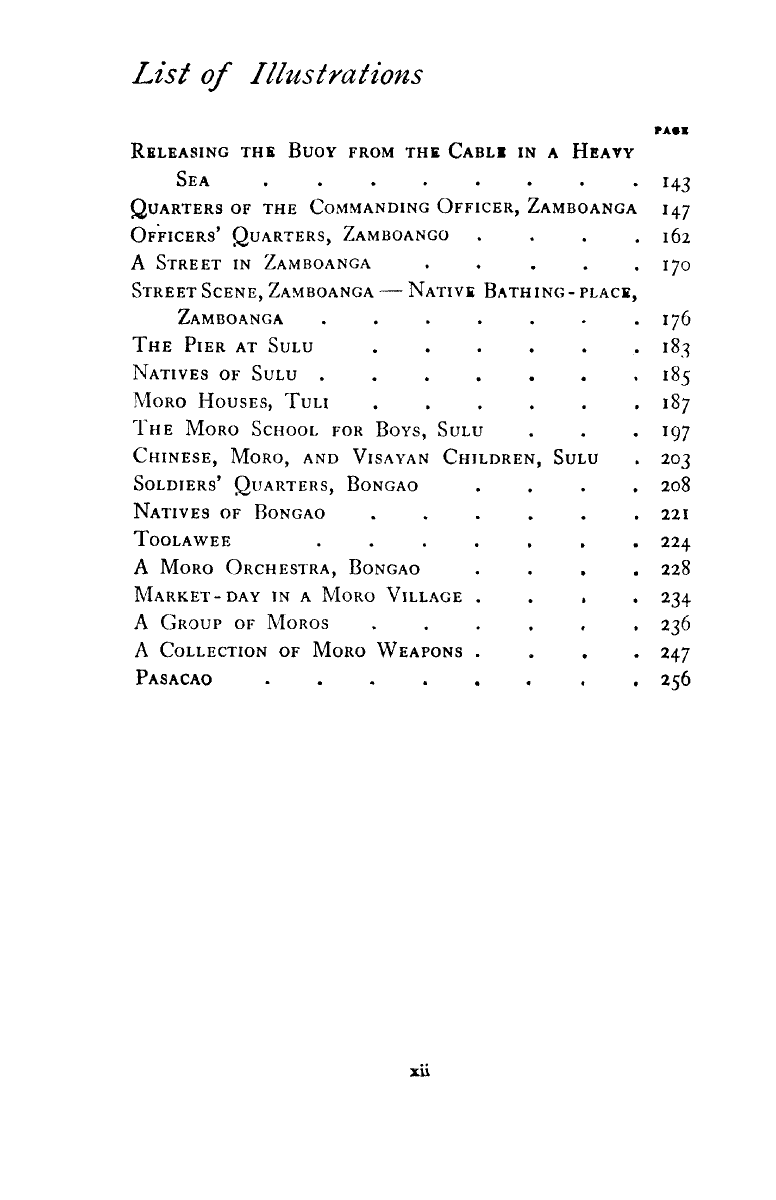 List of Illustrations
PAGE
Releasing the Buoy from the Cable in a Heavy
Sea . . . . . . . . 143
Quarters of the Commanding Officer, Zamboanga 147
Officers' Quarters, Zamboango . . . . 162
A Street in Zamboanga . . . . . 170
Street Scene, Zamboanga — Native Bathing-place,
Zamboanga . . . . . . . 176
The Pier at Sulu . . . . . . 183
Natives of Sulu . . . . . . . 185
Moro Houses, Tuli . . . . . . 187
The Moro School for Boys, Sulu . . . 197
Chinese, Moro, and Visayan Children, Sulu . 203
Soldiers' Quarters, Bongao . . . . 208
Natives of Bongao . . . . . . 221
Toolawee . . . . . . . 224
A Moro Orchestra, Bongao . . . . 228
Market-day in a Moro Village . . . . 234
A Group of Moros . . . . . . 236
A Collection of Moro Weapons . . . . 247
Pasacao . . . . . . . . 256
xii